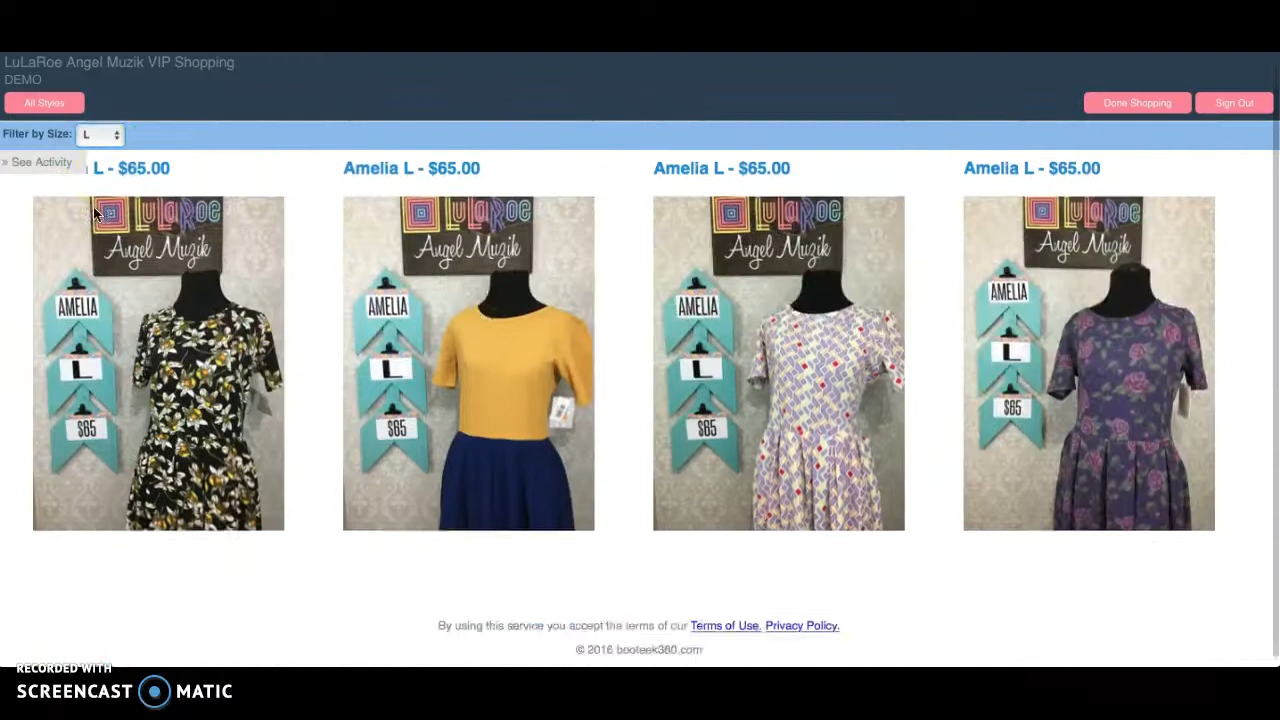 LuLaRoe Angel Muzik VIP Shopping
DEMO
All Styles
Done Shopping
Sign Out
Filter by Size: L
» See Activity
L - $65.00
Amelia L - $65.00
Amelia L - $65.00
Amelia L - $65.00
LuLaRoe
Angel Muzik
AMELIA
L
$65
LuLaRoe
Angel Muzik
AMELIA
L
$65
LuLaRoe
Angel Muzik
AMELIA
L
$65
LuLaRoe
Angel Muzik
AMELIA
L
$65
By using this service you accept the terms of our Terms of Use. Privacy Policy.
© 2016 booteek360.com
RECORDED WITH
SCREENCAST MATIC